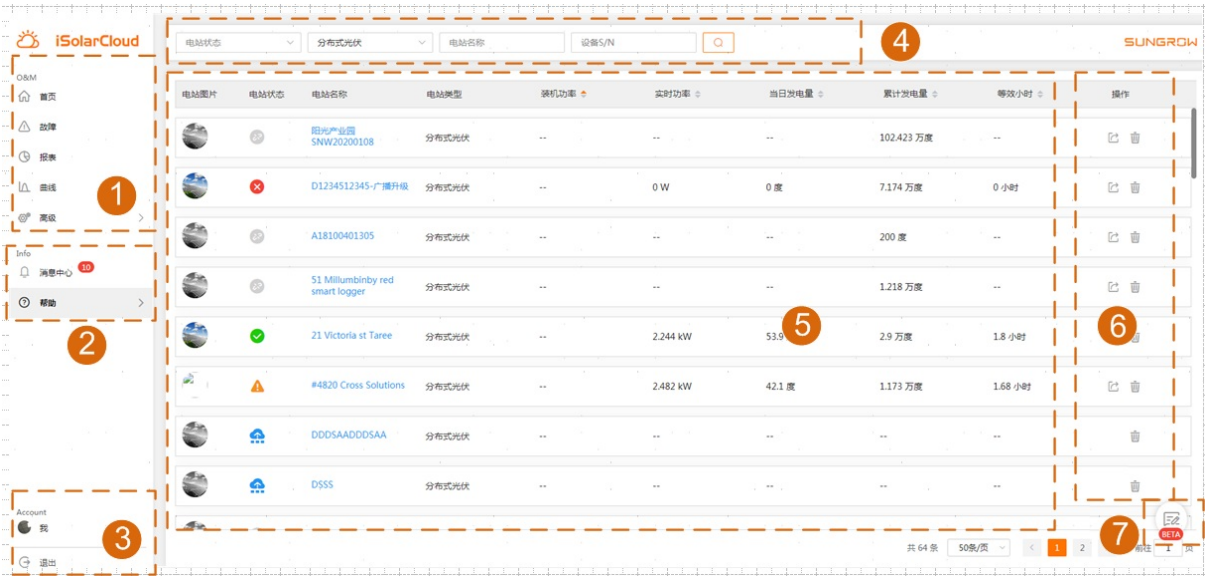 iSolarCloud
电站状态
分布式光伏
电站名称
设备S/N
4
SUNGROW
O&M
首页
故障
报表
曲线
高级
1
Info
消息中心 10
帮助
2
Account
我
退出
3
电站图片 电站状态 电站名称 电站类型 装机功率 实时功率 当日发电量 累计发电量 等效小时 操作
阳光产业园
SNW20200108 分布式光伏 -- -- -- 102.423 万度 --
D1234512345-广播升级 分布式光伏 -- 0 W 0 度 7.174 万度 0 小时
A18100401305 分布式光伏 -- -- -- 200 度 --
51 Millumbinby red
smart logger 分布式光伏 -- -- -- 1.218 万度 --
21 Victoria st Taree 分布式光伏 -- 2.244 kW 53.9 2.9 万度 1.8 小时
5
6
#4820 Cross Solutions 分布式光伏 -- 2.482 kW 42.1 度 1.173 万度 1.68 小时
DDDSAADDDSAA 分布式光伏 -- -- -- -- --
DSSS 分布式光伏 -- -- -- -- --
7
BETA
共 64 条 50条/页 1 2 前往 1 页